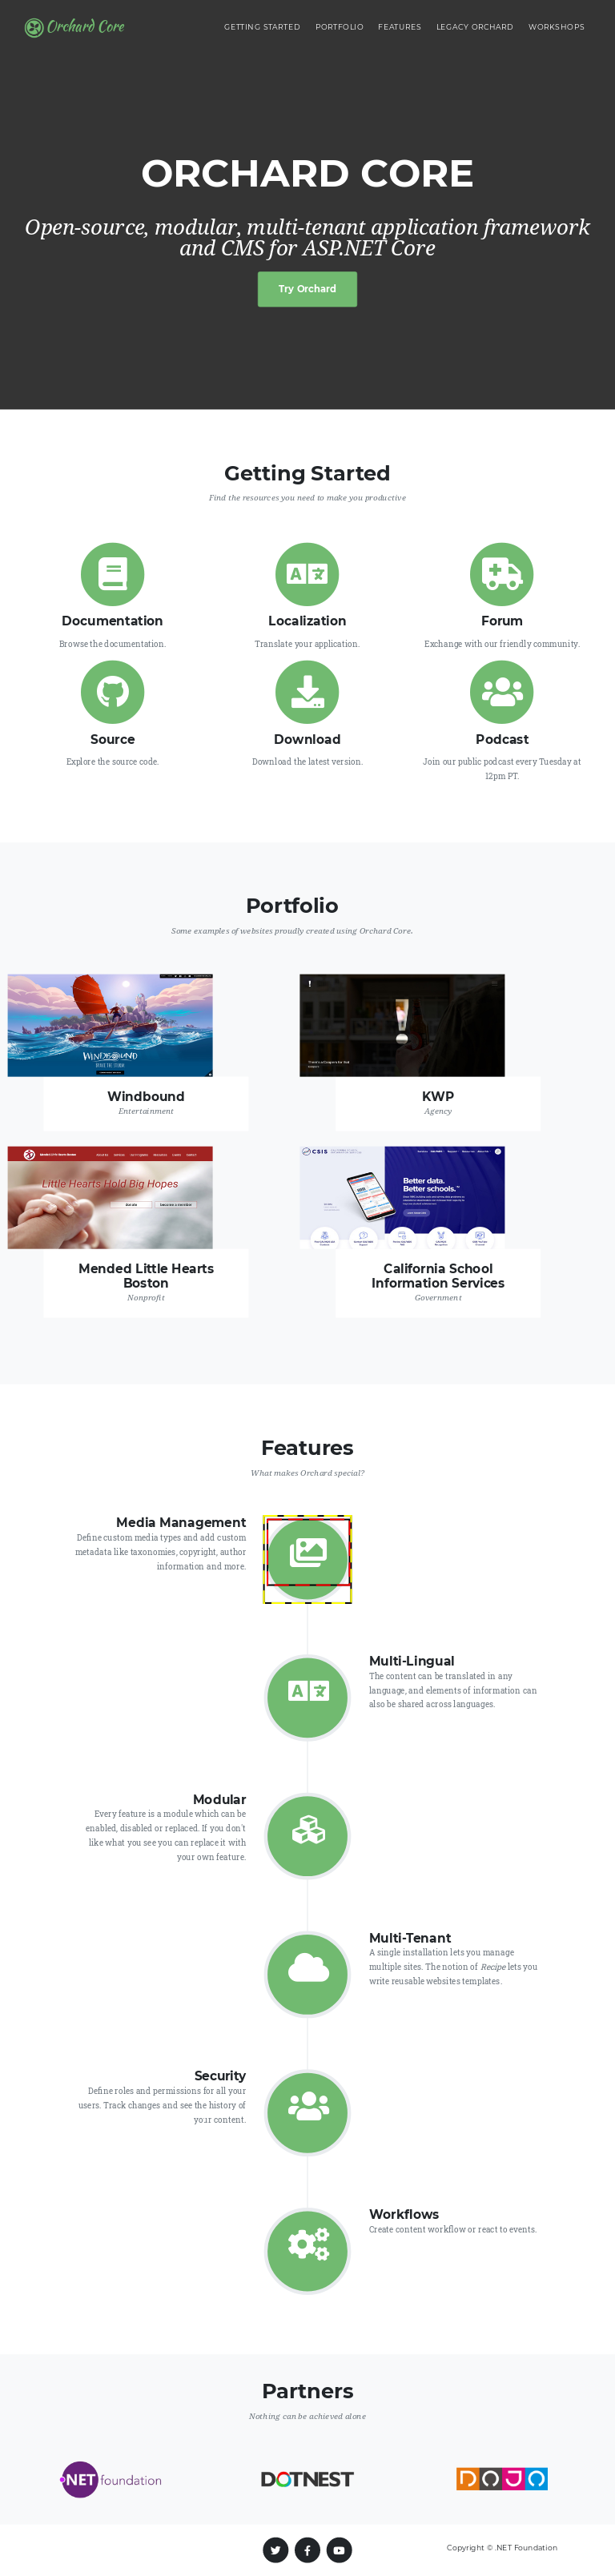 Orchard Core
GETTING STARTED
PORTFOLIO
FEATURES
LEGACY ORCHARD
WORKSHOPS
ORCHARD CORE
Open-source, modular, multi-tenant application framework
and CMS for ASP.NET Core
Try Orchard
Getting Started
Find the resources you need to make you productive
Documentation
Browse the documentation.
Localization
Translate your application.
Forum
Exchange with our friendly community.
Source
Explore the source code.
Download
Download the latest version.
Podcast
Join our public podcast every Tuesday at
12pm PT.
Portfolio
Some examples of websites proudly created using Orchard Core.
WINDBOUND
Windbound
Entertainment
KWP
Agency
Little Hearts Hold Big Hopes
Mended Little Hearts
Boston
Nonprofit
CSIS
Better data.
Better schools.
California School
Information Services
Government
Features
What makes Orchard special?
Media Management
Define custom media types and add custom
metadata like taxonomies, copyright, author
information and more.
Multi-Lingual
The content can be translated in any
language, and elements of information can
also be shared across languages.
Modular
Every feature is a module which can be
enabled, disabled or replaced. If you don't
like what you see you can replace it with
your own feature.
Multi-Tenant
A single installation lets you manage
multiple sites. The notion of Recipe lets you
write reusable websites templates.
Security
Define roles and permissions for all your
users. Track changes and see the history of
your content.
Workflows
Create content workflow or react to events.
Partners
Nothing can be achieved alone
.NET foundation
DOTNEST
DOJO
Copyright © .NET Foundation